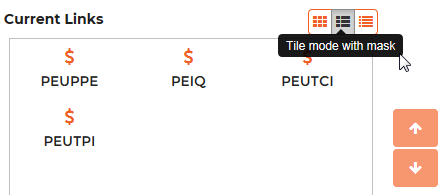 Current Links
Tile mode with mask
$ $ $
PEUPPE PEIQ PEUTCI
$
PEUTPI